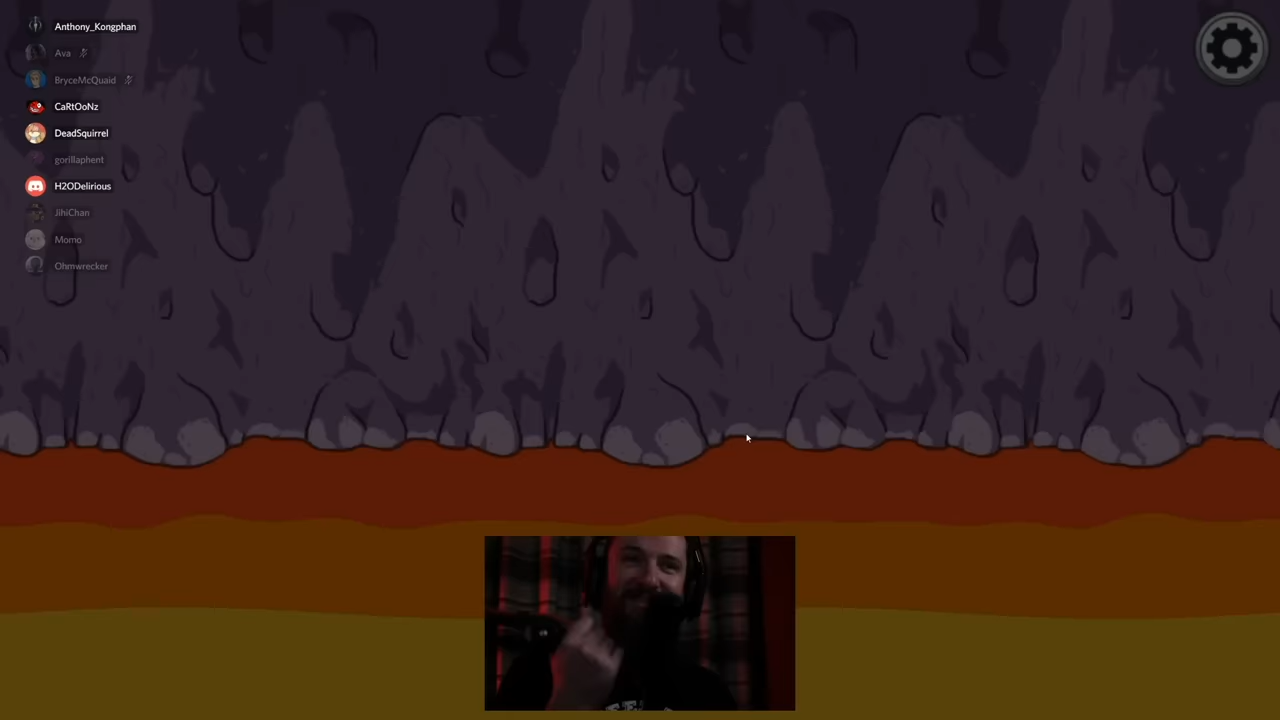 Anthony_Kongphan
Ava
BryceMcQuaid
CaRtOoNz
DeadSquirrel
gorillaphent
H2ODelirious
JihiChan
Momo
Ohmwrecker